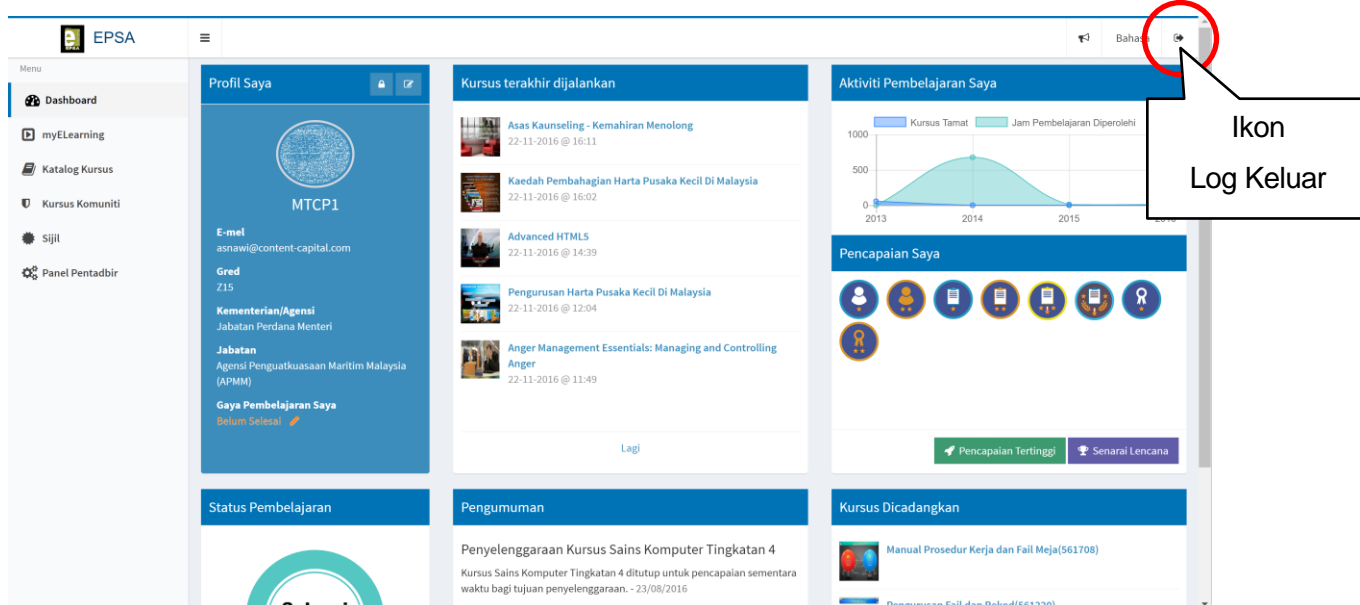 EPSA
EPSA
Bahasa
Menu
Dashboard
myELearning
Katalog Kursus
Kursus Komuniti
Sijil
Panel Pentadbir
Profil Saya
MTCP1
E-mel
asnawi@content-capital.com
Gred
Z15
Kementerian/Agensi
Jabatan Perdana Menteri
Jabatan
Agensi Penguatkuasaan Maritim Malaysia
(APMM)
Gaya Pembelajaran Saya
Belum Selesai
Kursus terakhir dijalankan
Asas Kaunseling - Kemahiran Menolong
22-11-2016 @ 16:11
Kaedah Pembahagian Harta Pusaka Kecil Di Malaysia
22-11-2016 @ 16:02
Advanced HTML5
22-11-2016 @ 14:39
Pengurusan Harta Pusaka Kecil Di Malaysia
22-11-2016 @ 12:04
Anger Management Essentials: Managing and Controlling
Anger
22-11-2016 @ 11:49
Lagi
Aktiviti Pembelajaran Saya
Kursus Tamat Jam Pembelajaran Diperolehi
1000
500
0
2013 2014 2015
Ikon
Log Keluar
Pencapaian Saya
Pencapaian Tertinggi Senarai Lencana
Status Pembelajaran
Pengumuman
Penyelenggaraan Kursus Sains Komputer Tingkatan 4
Kursus Sains Komputer Tingkatan 4 ditutup untuk pencapaian sementara
waktu bagi tujuan penyelenggaraan. - 23/08/2016
Kursus Dicadangkan
Manual Prosedur Kerja dan Fail Meja(561708)